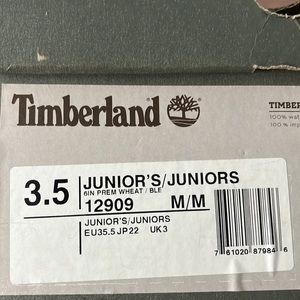 Timberland
TIMBER
100% wat
100 % imp
3.5
JUNIOR'S/JUNIORS
6IN PREM WHEAT / BLE
12909 M/M
JUNIOR'S/JUNIORS
EU35.5 JP22 UK3
7 61020 87984 6